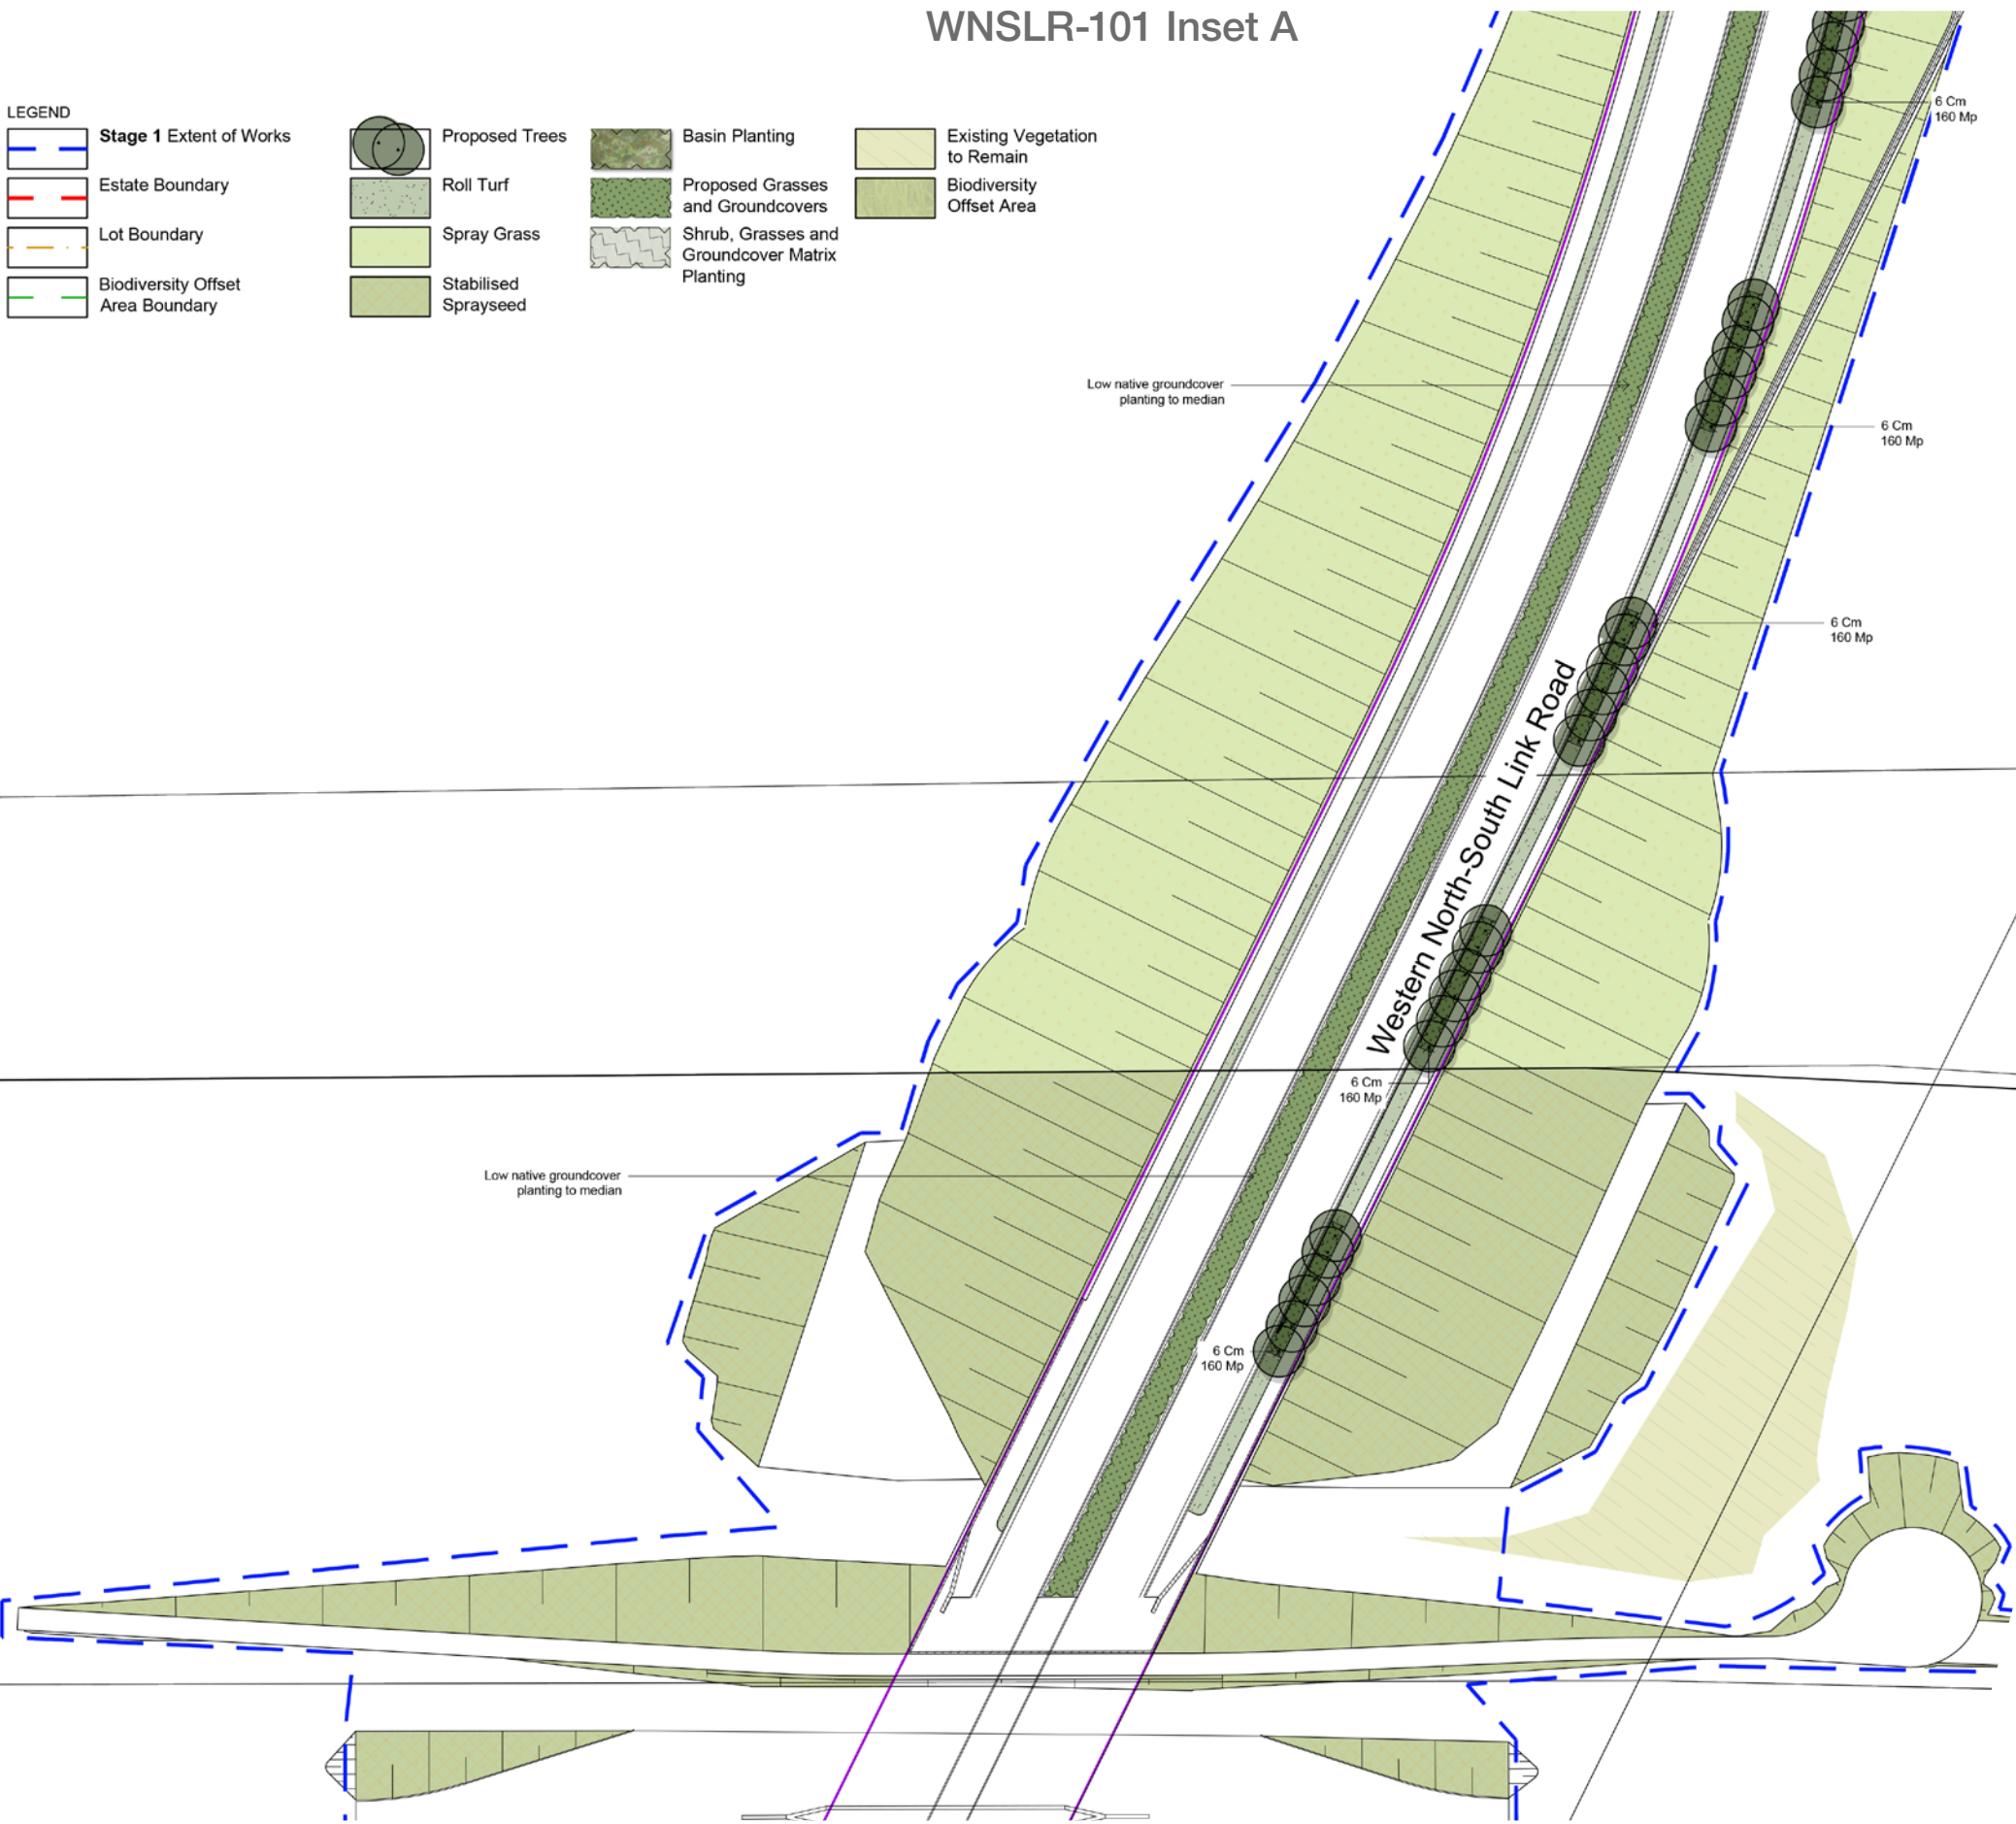 WNSLR-101 Inset A
LEGEND
Stage 1 Extent of Works
Estate Boundary
Lot Boundary
Biodiversity Offset
Area Boundary
Proposed Trees
Roll Turf
Spray Grass
Stabilised
Sprayseed
Basin Planting
Proposed Grasses
and Groundcovers
Shrub, Grasses and
Groundcover Matrix
Planting
Existing Vegetation
to Remain
Biodiversity
Offset Area
6 Cm
160 Mp
Low native groundcover
planting to median
6 Cm
160 Mp
6 Cm
160 Mp
Western North-South Link Road
6 Cm
160 Mp
Low native groundcover
planting to median
6 Cm
160 Mp